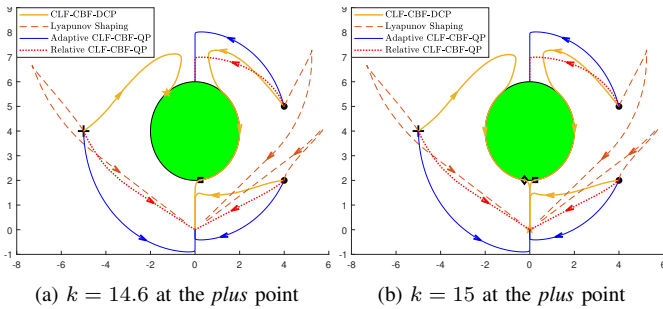 CLF-CBF-DCP
Lyapunov Shaping
Adaptive CLF-CBF-QP
Relative CLF-CBF-QP
9
8
7
6
5
4
3
2
1
0
-1
-8 -6 -4 -2 0 2 4 6
(a) k = 14.6 at the plus point
CLF-CBF-DCP
Lyapunov Shaping
Adaptive CLF-CBF-QP
Relative CLF-CBF-QP
9
8
7
6
5
4
3
2
1
0
-1
-8 -6 -4 -2 0 2 4 6
(b) k = 15 at the plus point